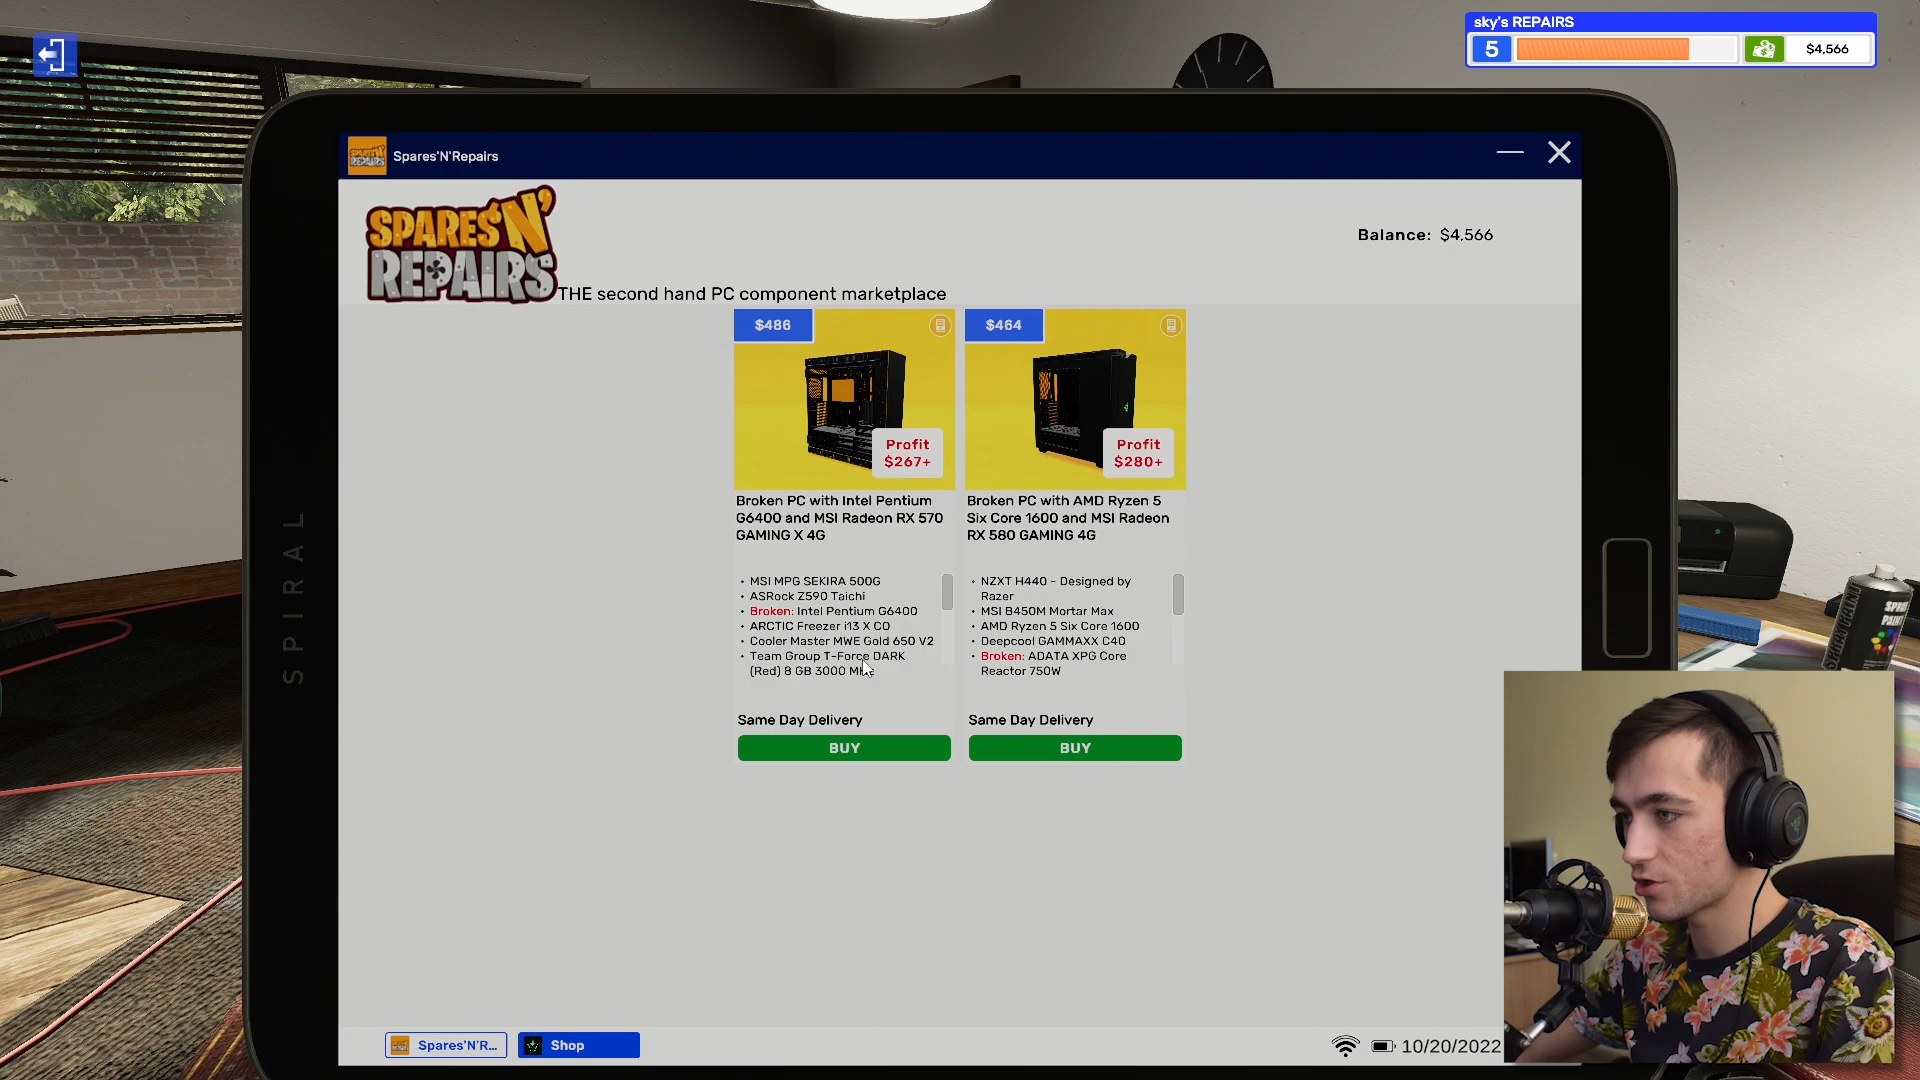 sky's REPAIRS
5
$4,566
Spares'N'Repairs
SPARES N'
REPAIRS
THE second hand PC component marketplace
Balance: $4,566
$486
Profit
$267+
Broken PC with Intel Pentium
G6400 and MSI Radeon RX 570
GAMING X 4G
• MSI MPG SEKIRA 500G
• ASRock Z590 Taichi
• Broken: Intel Pentium G6400
• ARCTIC Freezer i13 X CO
• Cooler Master MWE Gold 650 V2
• Team Group T-Force DARK
(Red) 8 GB 3000 MHz
Same Day Delivery
BUY
$464
Profit
$280+
Broken PC with AMD Ryzen 5
Six Core 1600 and MSI Radeon
RX 580 GAMING 4G
• NZXT H440 - Designed by
Razer
• MSI B450M Mortar Max
• AMD Ryzen 5 Six Core 1600
• Deepcool GAMMAXX C40
• Broken: ADATA XPG Core
Reactor 750W
Same Day Delivery
BUY
SPIRAL
SPRAY
PAINT
Spares'N'R...
Shop
10/20/2022